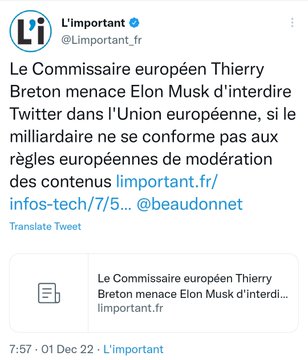 L'i
L'important
@Limportant_fr
Le Commissaire européen Thierry
Breton menace Elon Musk d'interdire
Twitter dans l'Union européenne, si le
milliardaire ne se conforme pas aux
règles européennes de modération
des contenus limportant.fr/
infos-tech/7/5... @beaudonnet
Translate Tweet
Le Commissaire européen Thierry
Breton menace Elon Musk d'interdi...
limportant.fr
7:57 · 01 Dec 22 · L'important